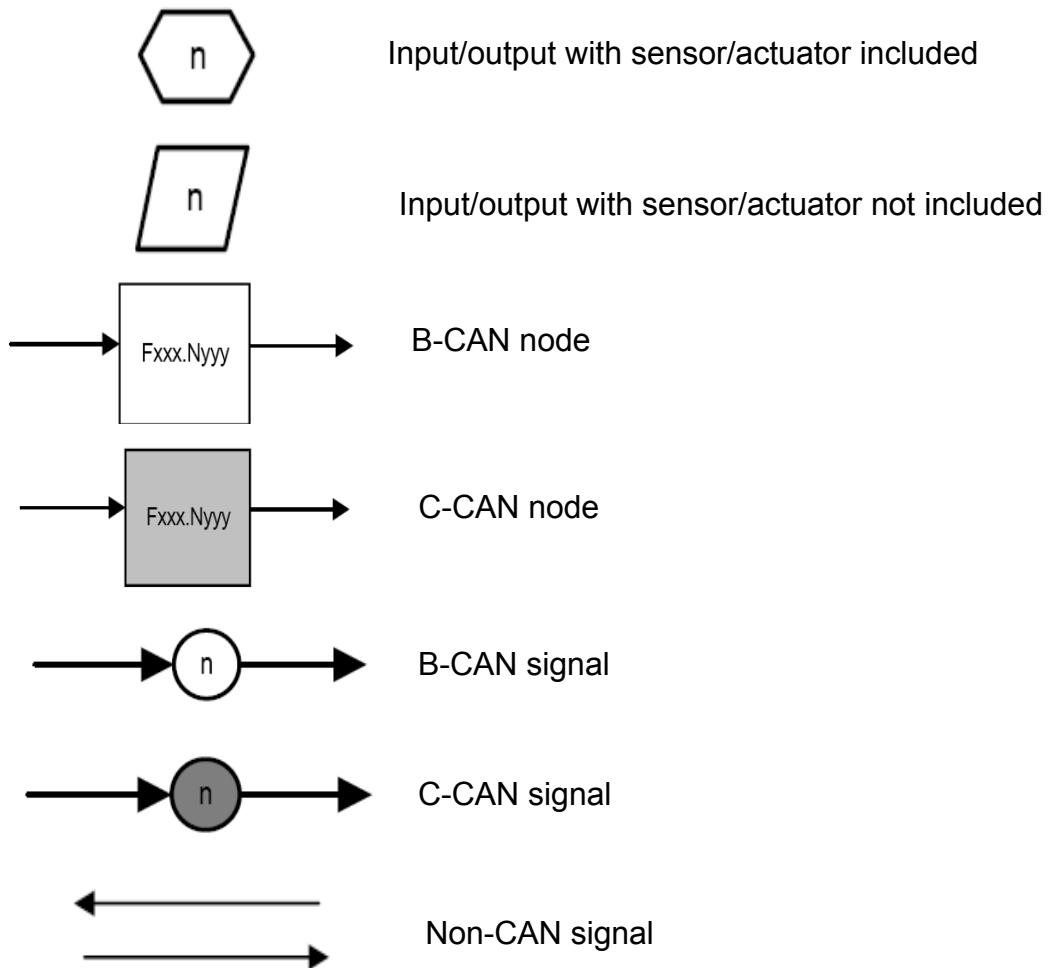 n Input/output with sensor/actuator included
n Input/output with sensor/actuator not included
Fxxx.Nyyy B-CAN node
Fxxx.Nyyy C-CAN node
n B-CAN signal
n C-CAN signal
Non-CAN signal